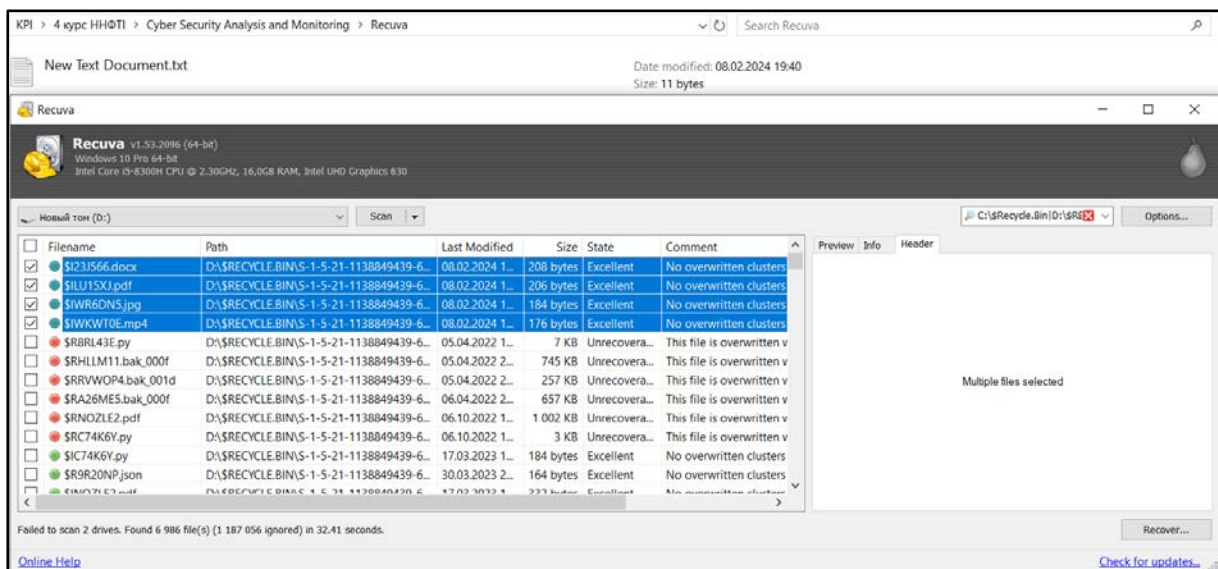 KPI > 4 курс ННФТІ > Cyber Security Analysis and Monitoring > Recuva Search Recuva
New Text Document.txt Date modified: 08.02.2024 19:40
Size: 11 bytes
Recuva
Recuva v1.53.2096 (64-bit)
Windows 10 Pro 64-bit
Intel Core i5-8300H CPU @ 2.30GHz, 16,0GB RAM, Intel UHD Graphics 630
Новый том (D:) Scan C:\$Recycle.Bin|D:\$RE Options...
Filename Path Last Modified Size State Comment Preview Info Header
$I23J566.docx D:\$RECYCLE.BIN\S-1-5-21-1138849439-6... 08.02.2024 1... 208 bytes Excellent No overwritten clusters
$ILU15XJ.pdf D:\$RECYCLE.BIN\S-1-5-21-1138849439-6... 08.02.2024 1... 206 bytes Excellent No overwritten clusters
$IWR6DN5.jpg D:\$RECYCLE.BIN\S-1-5-21-1138849439-6... 08.02.2024 1... 184 bytes Excellent No overwritten clusters
$IWKWT0E.mp4 D:\$RECYCLE.BIN\S-1-5-21-1138849439-6... 08.02.2024 1... 176 bytes Excellent No overwritten clusters
$R8RL43E.py D:\$RECYCLE.BIN\S-1-5-21-1138849439-6... 05.04.2022 1... 7 KB Unrecovera... This file is overwritten v
$RHLLM11.bak_000f D:\$RECYCLE.BIN\S-1-5-21-1138849439-6... 05.04.2022 2... 745 KB Unrecovera... This file is overwritten v
$RRVWOP4.bak_001d D:\$RECYCLE.BIN\S-1-5-21-1138849439-6... 05.04.2022 2... 257 KB Unrecovera... This file is overwritten v
$RA26ME5.bak_000f D:\$RECYCLE.BIN\S-1-5-21-1138849439-6... 06.04.2022 2... 657 KB Unrecovera... This file is overwritten v
$RNOZLE2.pdf D:\$RECYCLE.BIN\S-1-5-21-1138849439-6... 06.10.2022 1... 1 002 KB Unrecovera... This file is overwritten v
$RC74K6Y.py D:\$RECYCLE.BIN\S-1-5-21-1138849439-6... 06.10.2022 1... 3 KB Unrecovera... This file is overwritten v
$IC74K6Y.py D:\$RECYCLE.BIN\S-1-5-21-1138849439-6... 17.03.2023 1... 184 bytes Excellent No overwritten clusters
$R9R20NP.json D:\$RECYCLE.BIN\S-1-5-21-1138849439-6... 30.03.2023 2... 164 bytes Excellent No overwritten clusters
Multiple files selected
Failed to scan 2 drives. Found 6 986 file(s) (1 187 056 ignored) in 32.41 seconds. Recover...
Online Help Check for updates...